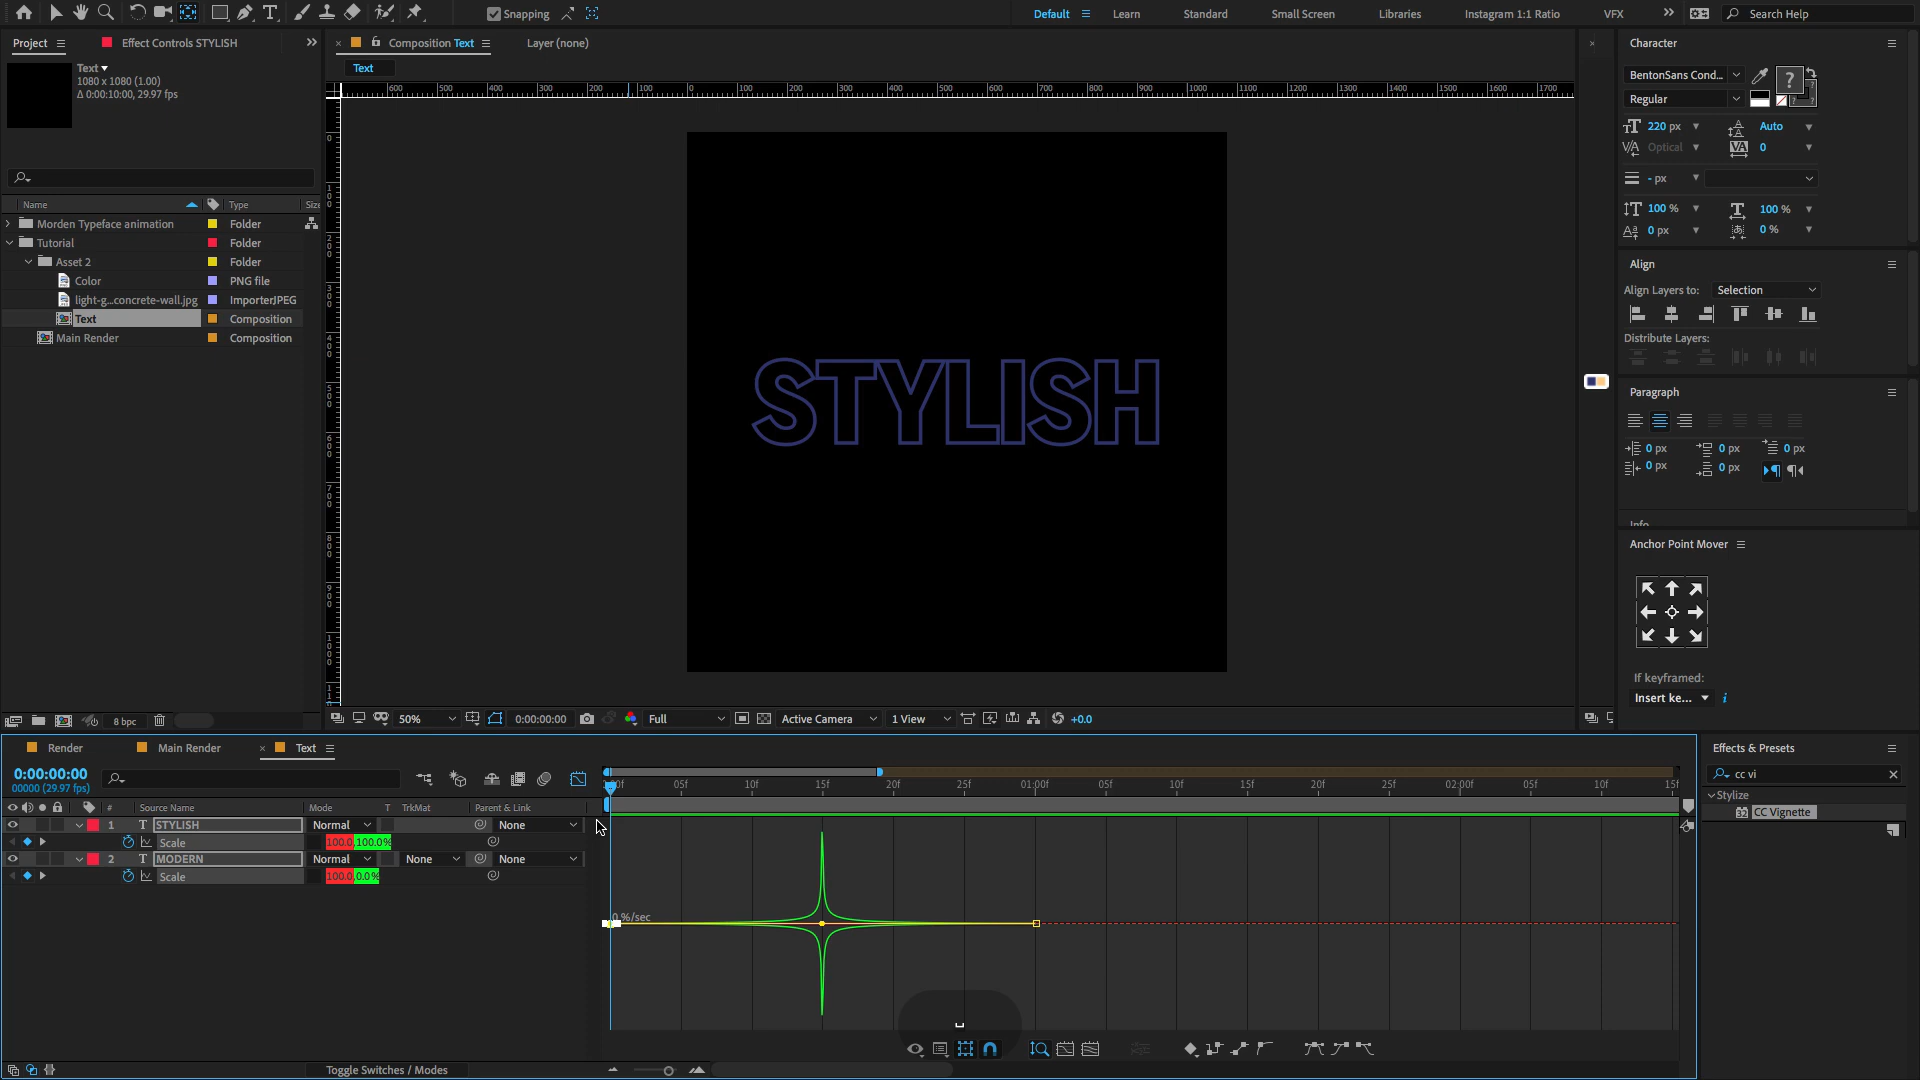 Snapping
Default
Learn
Standard
Small Screen
Libraries
Instagram 1:1 Ratio
VFX
Search Help
Project
Effect Controls STYLISH
Composition Text
Layer (none)
Character
Text
Text
1080 x 1080 (1.00)
Δ 0:00:10:00, 29.97 fps
BentonSans Cond...
Regular
220 px
Auto
Optical
0
- px
100 %
100 %
0 px
0 %
Name
Type
Size
Morden Typeface animation
Folder
Tutorial
Folder
Asset 2
Folder
Color
PNG file
light-g...concrete-wall.jpg
ImporterJPEG
Text
Composition
Main Render
Composition
STYLISH
Align
Align Layers to:
Selection
Distribute Layers:
Paragraph
0 px
0 px
0 px
0 px
0 px
Anchor Point Mover
If keyframed:
Insert ke...
8 bpc
50%
0:00:00:00
Full
Active Camera
1 View
+0.0
Render
Main Render
Text
Effects & Presets
cc vi
Stylize
CC Vignette
0:00:00:00
00000 (29.97 fps)
05f
10f
15f
20f
25f
01:00f
05f
10f
15f
20f
25f
02:00f
05f
10f
15f
#
Source Name
Mode
T
TrkMat
Parent & Link
1
T
STYLISH
Normal
None
Scale
100.0,100.0%
2
T
MODERN
Normal
None
None
Scale
100.0,0.0%
0 %/sec
Toggle Switches / Modes